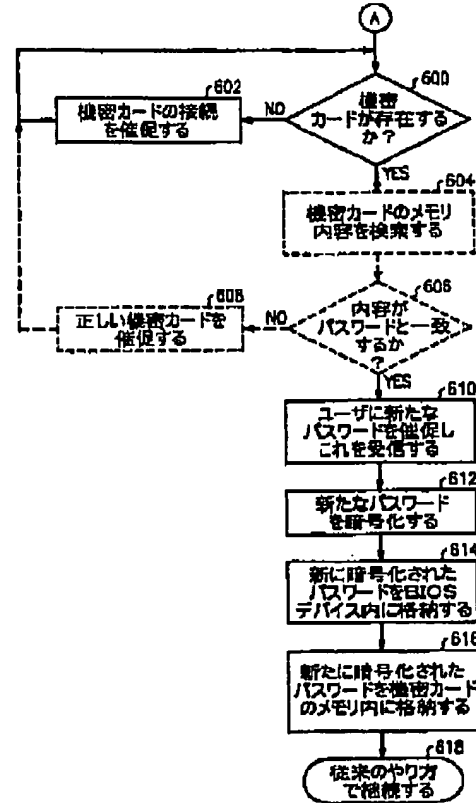 A
600
機密
カードが存在する
か？
602
機密カードの接続
を催促する
NO
YES
604
機密カードのメモリ
内容を検索する
606
内容が
パスワードと一致
するか
？
608
正しい機密カードを
催促する
NO
YES
610
ユーザに新たな
パスワードを催促し
これを受信する
612
新たなパスワード
を暗号化する
614
新に暗号化された
パスワードをBIOS
デバイス内に格納する
616
新たに暗号化された
パスワードを機密カード
のメモリ内に格納する
618
従来のやり方
で継続する